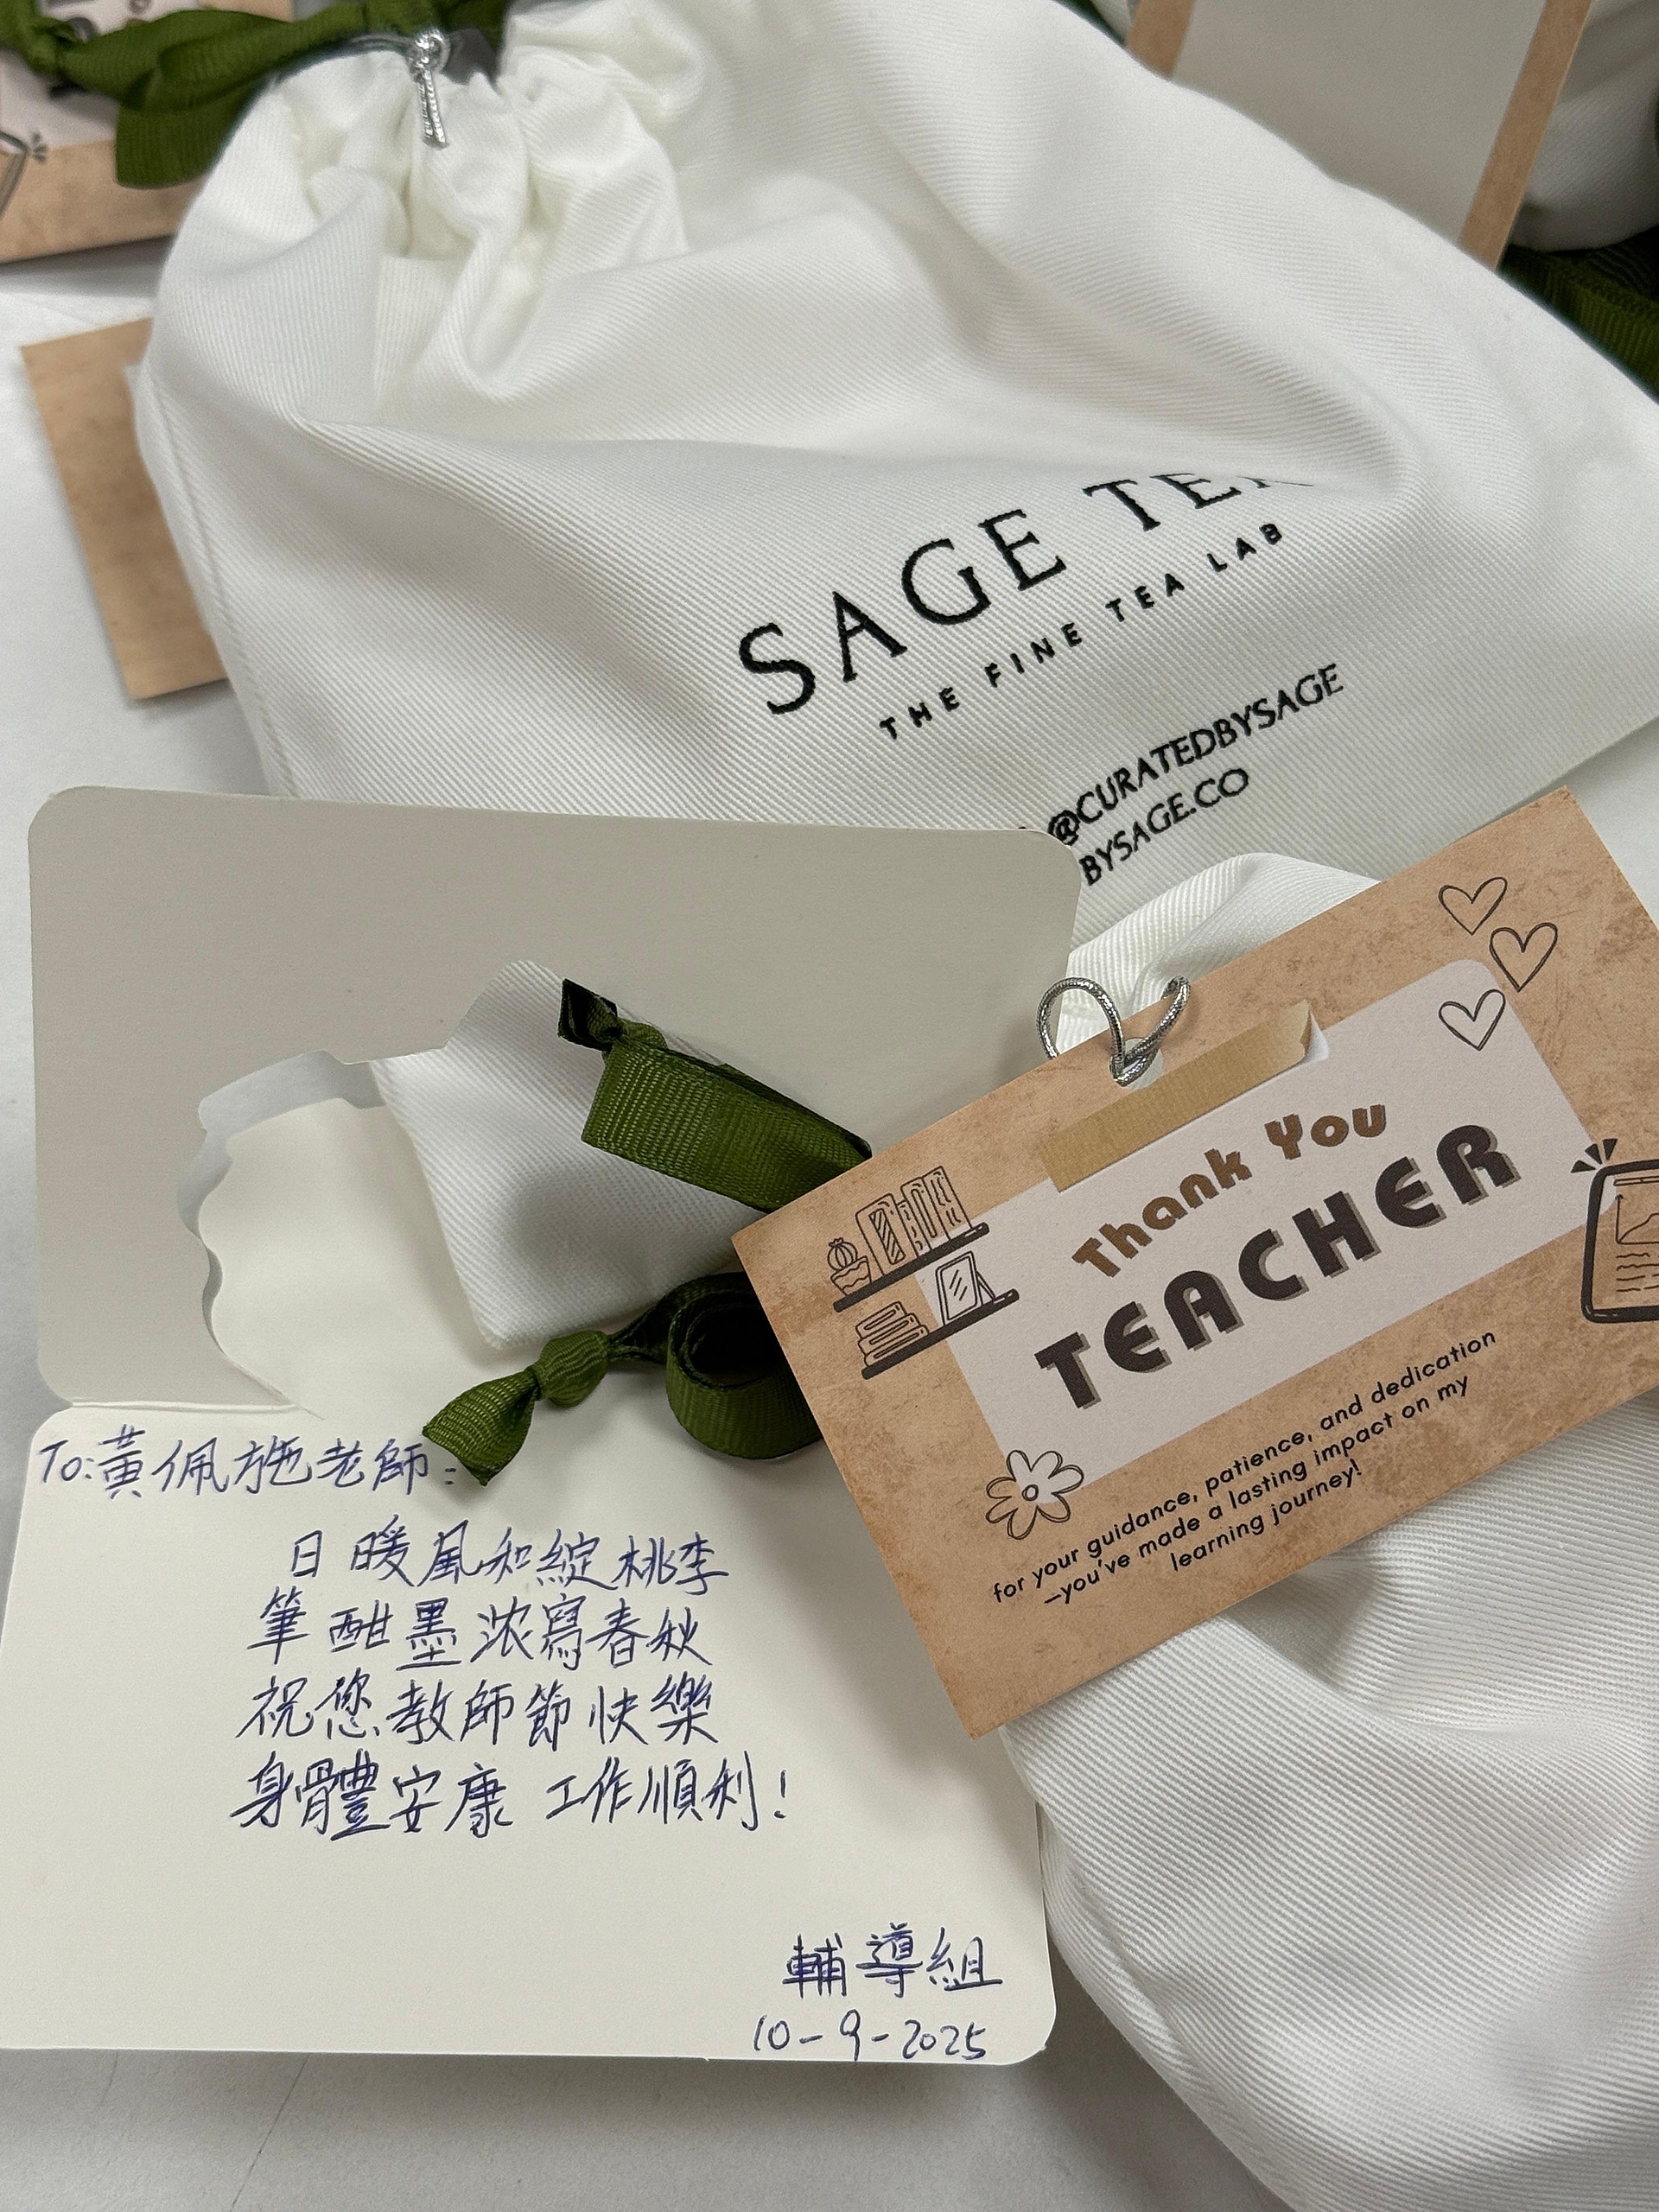 SAGE TEA
THE FINE TEA LAB
@CURATEDBYSAGE
BYSAGE.CO
Thank You
TEACHER
for your guidance, patience, and dedication
—you've made a lasting impact on my
learning journey!
To:黃佩施老師:
日暖風和綻桃李
筆酣墨浓寫春秋
祝您教師節快樂
身體安康 工作順利!
輔導組
10-9-2025